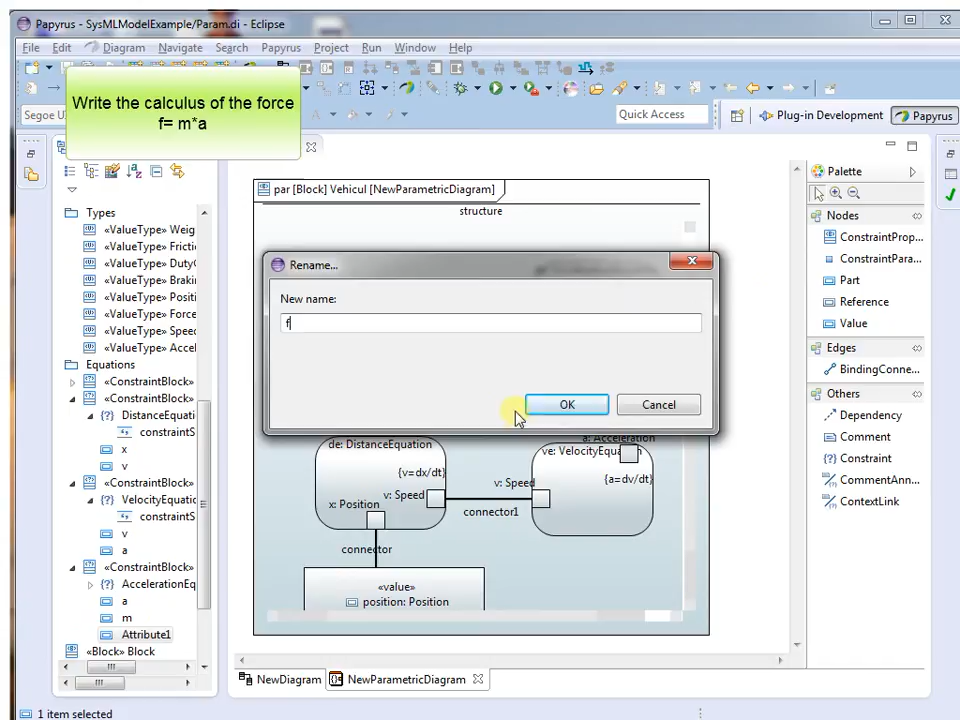 Papyrus - SysMLModelExample/Param.di - Eclipse
File Edit Diagram Navigate Search Papyrus Project Run Window Help
Write the calculus of the force
f= m*a
Segoe U
Quick Access
Plug-in Development
Papyrus
par [Block] Vehicul [NewParametricDiagram]
structure
Types
«ValueType» Weig
«ValueType» Frictio
«ValueType» DutyC
«ValueType» Brakin
«ValueType» Positi
«ValueType» Force
«ValueType» Speed
«ValueType» Accel
Equations
«ConstraintBlock»
«ConstraintBlock»
DistanceEquati
constraintS
x
v
«ConstraintBlock»
VelocityEquatic
constraintS
v
a
«ConstraintBlock»
AccelerationEq
a
m
Attribute1
«Block» Block
Rename...
New name:
f
OK
Cancel
de: DistanceEquation
{v=dx/dt}
v: Speed
x: Position
connector
«value»
position: Position
v: Speed
connector1
a: Acceleration
{a=dv/dt}
Palette
Nodes
ConstraintProp...
ConstraintPara...
Part
Reference
Value
Edges
BindingConne...
Others
Dependency
Comment
Constraint
CommentAnn...
ContextLink
NewDiagram
NewParametricDiagram
1 item selected